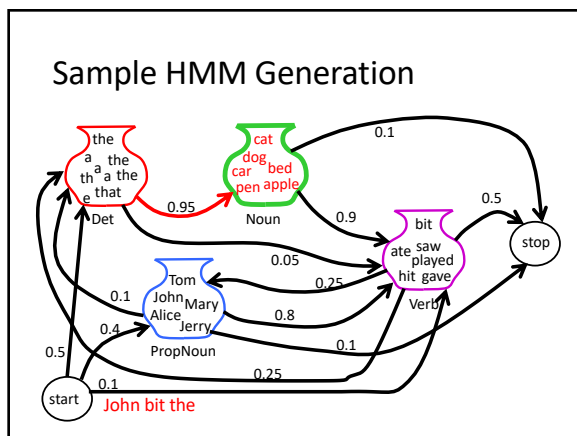 Sample HMM Generation
the
a
a
a
the
the
th
e
that
Det
0.95
cat
dog
car
bed
pen
apple
Noun
0.1
0.9
0.5
stop
bit
ate
saw
played
hit
gave
Verb
0.05
0.25
Tom
John
Mary
Alice
Jerry
PropNoun
0.1
0.4
0.8
0.1
0.5
0.25
0.1
start
John bit the